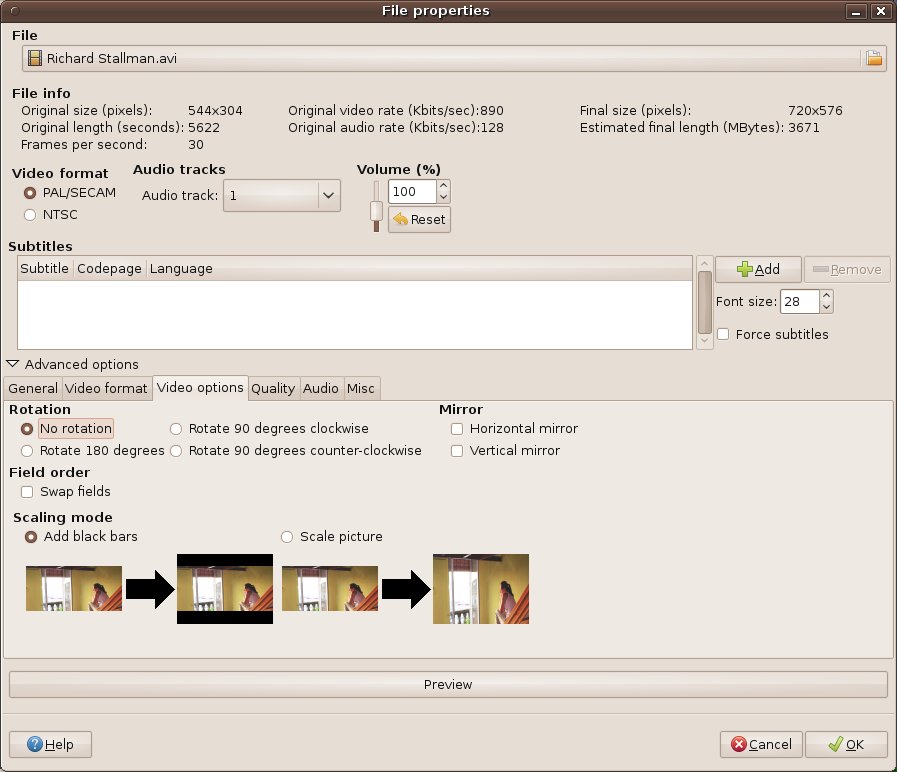 File properties
File
Richard Stallman.avi
File info
Original size (pixels): 544x304 Original video rate (Kbits/sec):890 Final size (pixels): 720x576
Original length (seconds): 5622 Original audio rate (Kbits/sec):128 Estimated final length (MBytes): 3671
Frames per second: 30
Video format Audio tracks Volume (%)
PAL/SECAM Audio track: 1 100
NTSC Reset
Subtitles
Subtitle Codepage Language Add Remove
Font size: 28
Force subtitles
Advanced options
General Video format Video options Quality Audio Misc
Rotation Mirror
No rotation Rotate 90 degrees clockwise Horizontal mirror
Rotate 180 degrees Rotate 90 degrees counter-clockwise Vertical mirror
Field order
Swap fields
Scaling mode
Add black bars Scale picture
Preview
Help Cancel OK